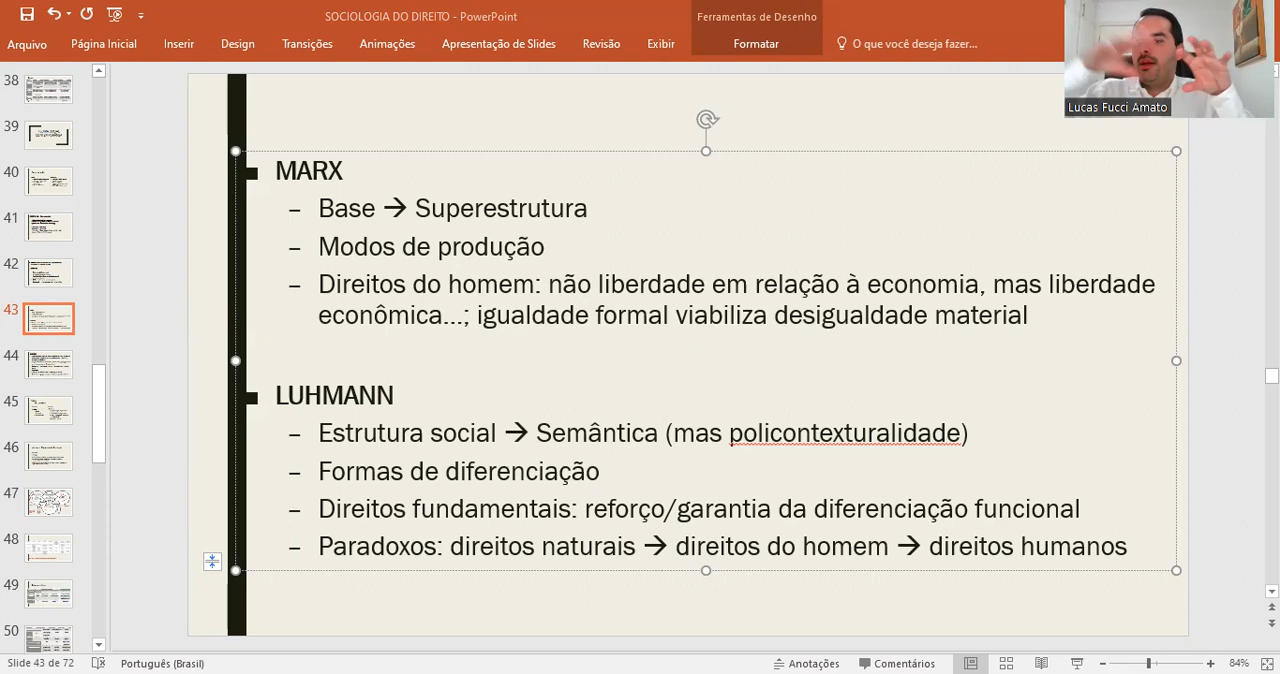 SOCIOLOGIA DO DIREITO - PowerPoint
Ferramentas de Desenho
Arquivo Página Inicial Inserir Design Transições Animações Apresentação de Slides Revisão Exibir Formatar O que você deseja fazer...
Lucas Fucci Amato
38
39
40
41
42
43
44
45
46
47
48
49
50
MARX
– Base → Superestrutura
– Modos de produção
– Direitos do homem: não liberdade em relação à economia, mas liberdade
econômica...; igualdade formal viabiliza desigualdade material
LUHMANN
– Estrutura social → Semântica (mas policontexturalidade)
– Formas de diferenciação
– Direitos fundamentais: reforço/garantia da diferenciação funcional
– Paradoxos: direitos naturais → direitos do homem → direitos humanos
Slide 43 de 72 Português (Brasil) Anotações Comentários 84%